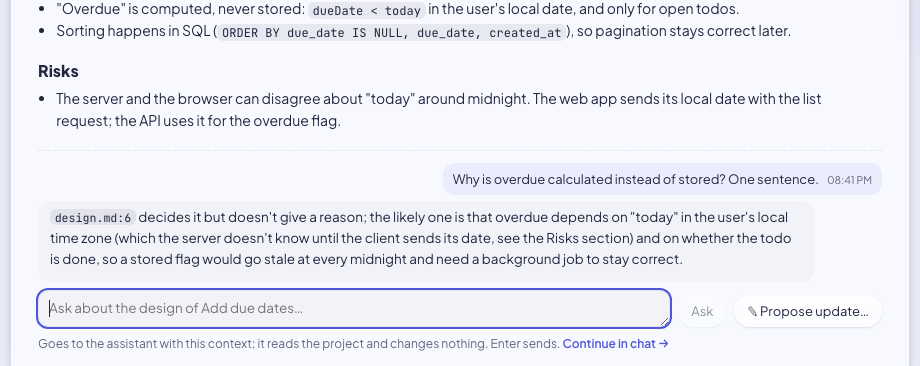 • "Overdue" is computed, never stored: dueDate < today in the user's local date, and only for open todos.
• Sorting happens in SQL (ORDER BY due_date IS NULL, due_date, created_at), so pagination stays correct later.
Risks
• The server and the browser can disagree about "today" around midnight. The web app sends its local date with the list
request; the API uses it for the overdue flag.
Why is overdue calculated instead of stored? One sentence. 08:41 PM
design.md:6 decides it but doesn't give a reason; the likely one is that overdue depends on "today" in the user's local
time zone (which the server doesn't know until the client sends its date, see the Risks section) and on whether the todo
is done, so a stored flag would go stale at every midnight and need a background job to stay correct.
Ask about the design of Add due dates... Ask ✎ Propose update...
Goes to the assistant with this context; it reads the project and changes nothing. Enter sends. Continue in chat →